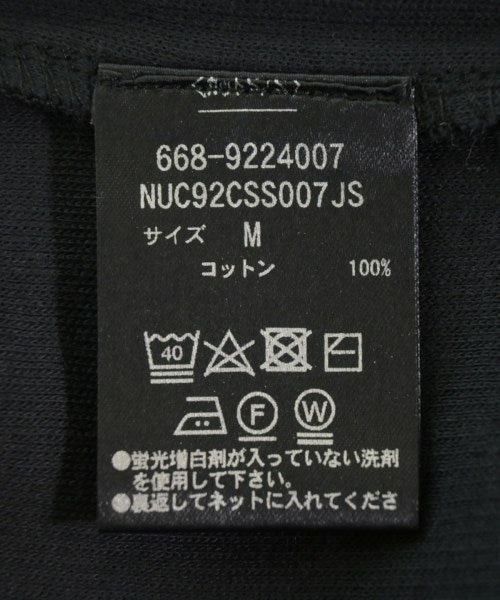 668-9224007
NUC92CSS007JS
サイズ M
コットン 100%
40
F W
●蛍光増白剤が入っていない洗剤
を使用して下さい。
●裏返してネットに入れてくださ